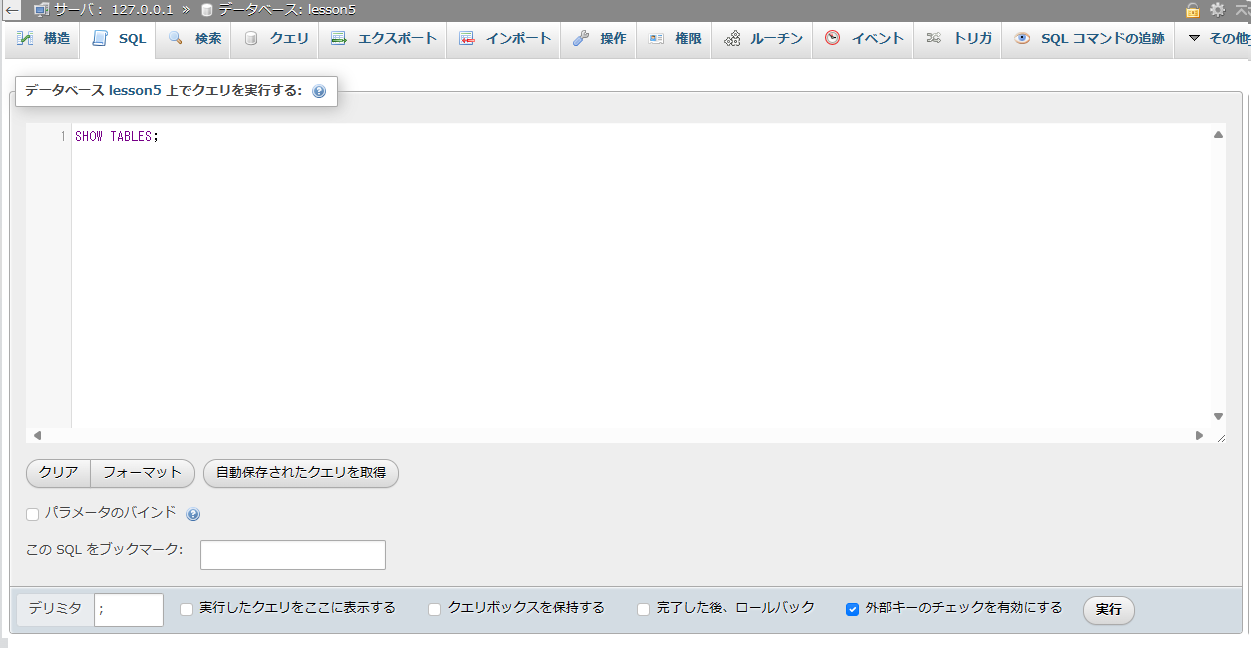 サーバ: 127.0.0.1 » データベース: lesson5
構造 SQL 検索 クエリ エクスポート インポート 操作 権限 ルーチン イベント トリガ SQL コマンドの追跡 その他
データベース lesson5 上でクエリを実行する:
1 SHOW TABLES;
クリア フォーマット 自動保存されたクエリを取得
パラメータのバインド
この SQL をブックマーク:
デリミタ ; 実行したクエリをここに表示する クエリボックスを保持する 完了した後、ロールバック 外部キーのチェックを有効にする 実行